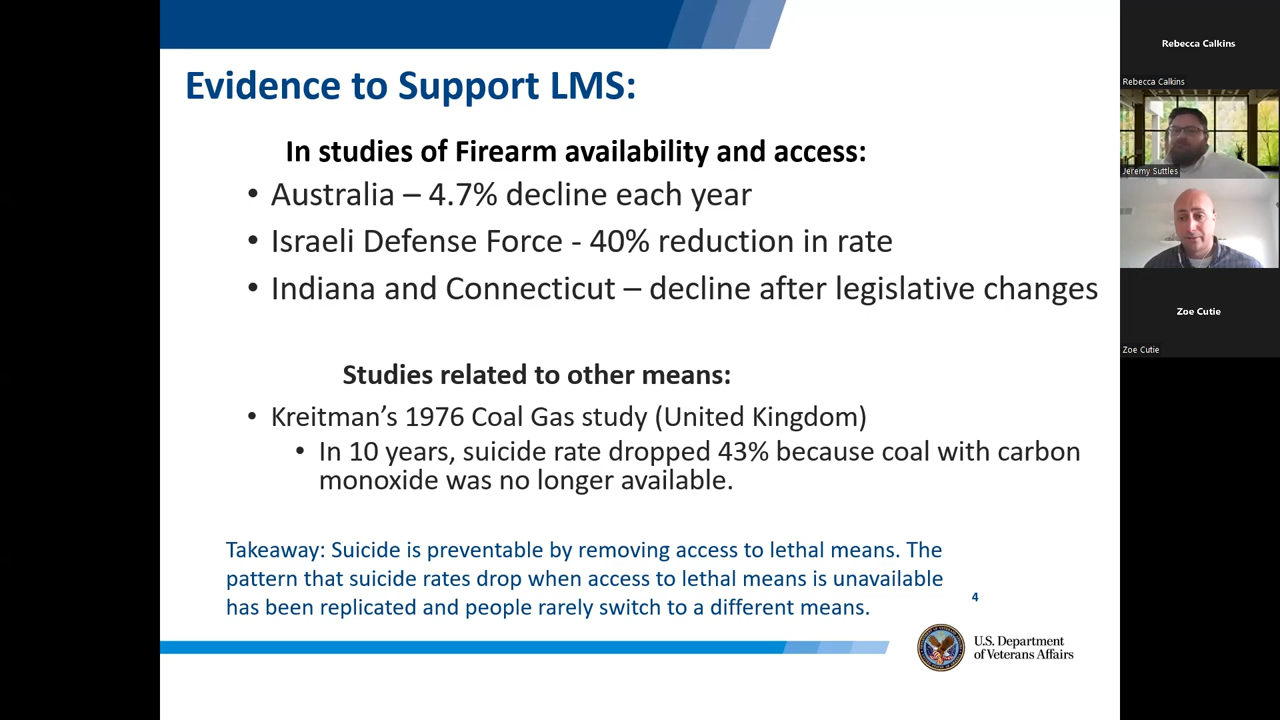 Evidence to Support LMS:
In studies of Firearm availability and access:
• Australia – 4.7% decline each year
• Israeli Defense Force - 40% reduction in rate
• Indiana and Connecticut – decline after legislative changes
Studies related to other means:
• Kreitman’s 1976 Coal Gas study (United Kingdom)
• In 10 years, suicide rate dropped 43% because coal with carbon
monoxide was no longer available.
Takeaway: Suicide is preventable by removing access to lethal means. The
pattern that suicide rates drop when access to lethal means is unavailable
has been replicated and people rarely switch to a different means.
4
U.S. Department
of Veterans Affairs
Rebecca Calkins
Rebecca Calkins
Jeremy Suttles
Zoe Cutie
Zoe Cutie